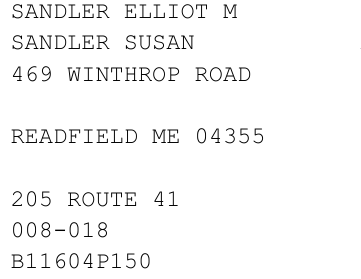 SANDLER ELLIOT M
SANDLER SUSAN
469 WINTHROP ROAD
READFIELD ME 04355
205 ROUTE 41
008-018
B11604P150